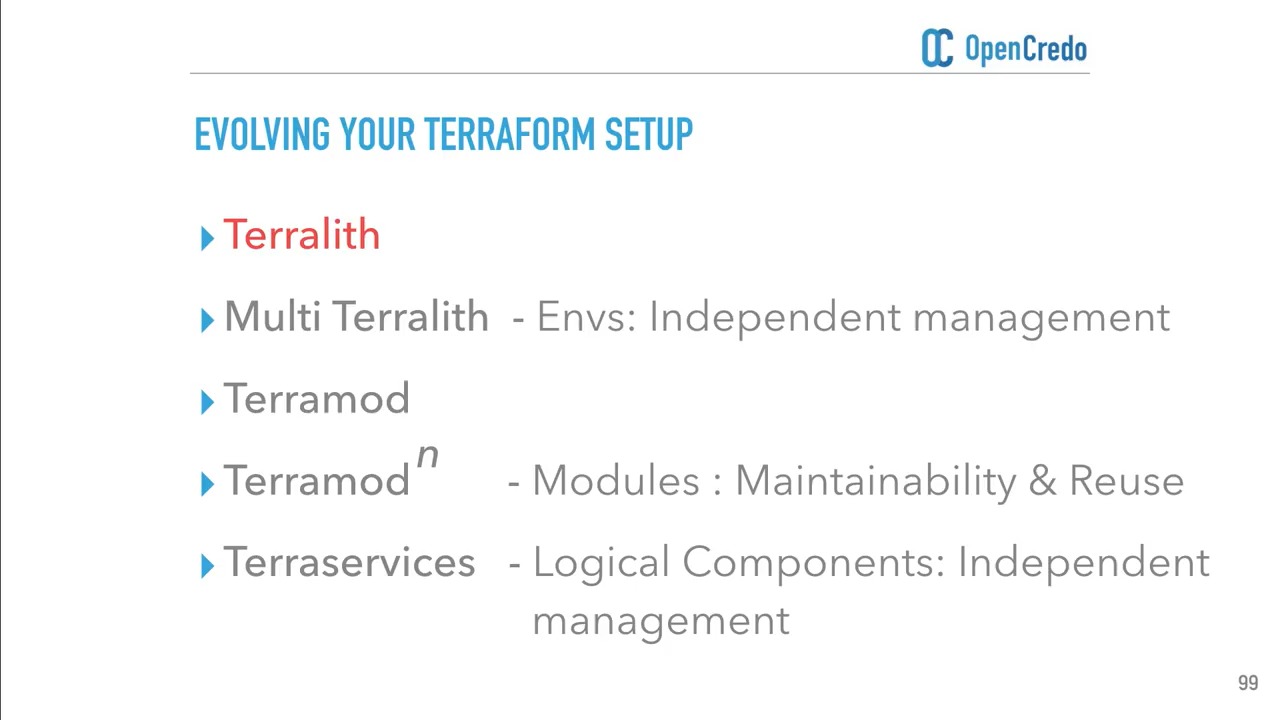 OpenCredo
EVOLVING YOUR TERRAFORM SETUP
Terralith
Multi Terralith - Envs: Independent management
Terramod
Terramod n - Modules : Maintainability & Reuse
Terraservices - Logical Components: Independent
management
99